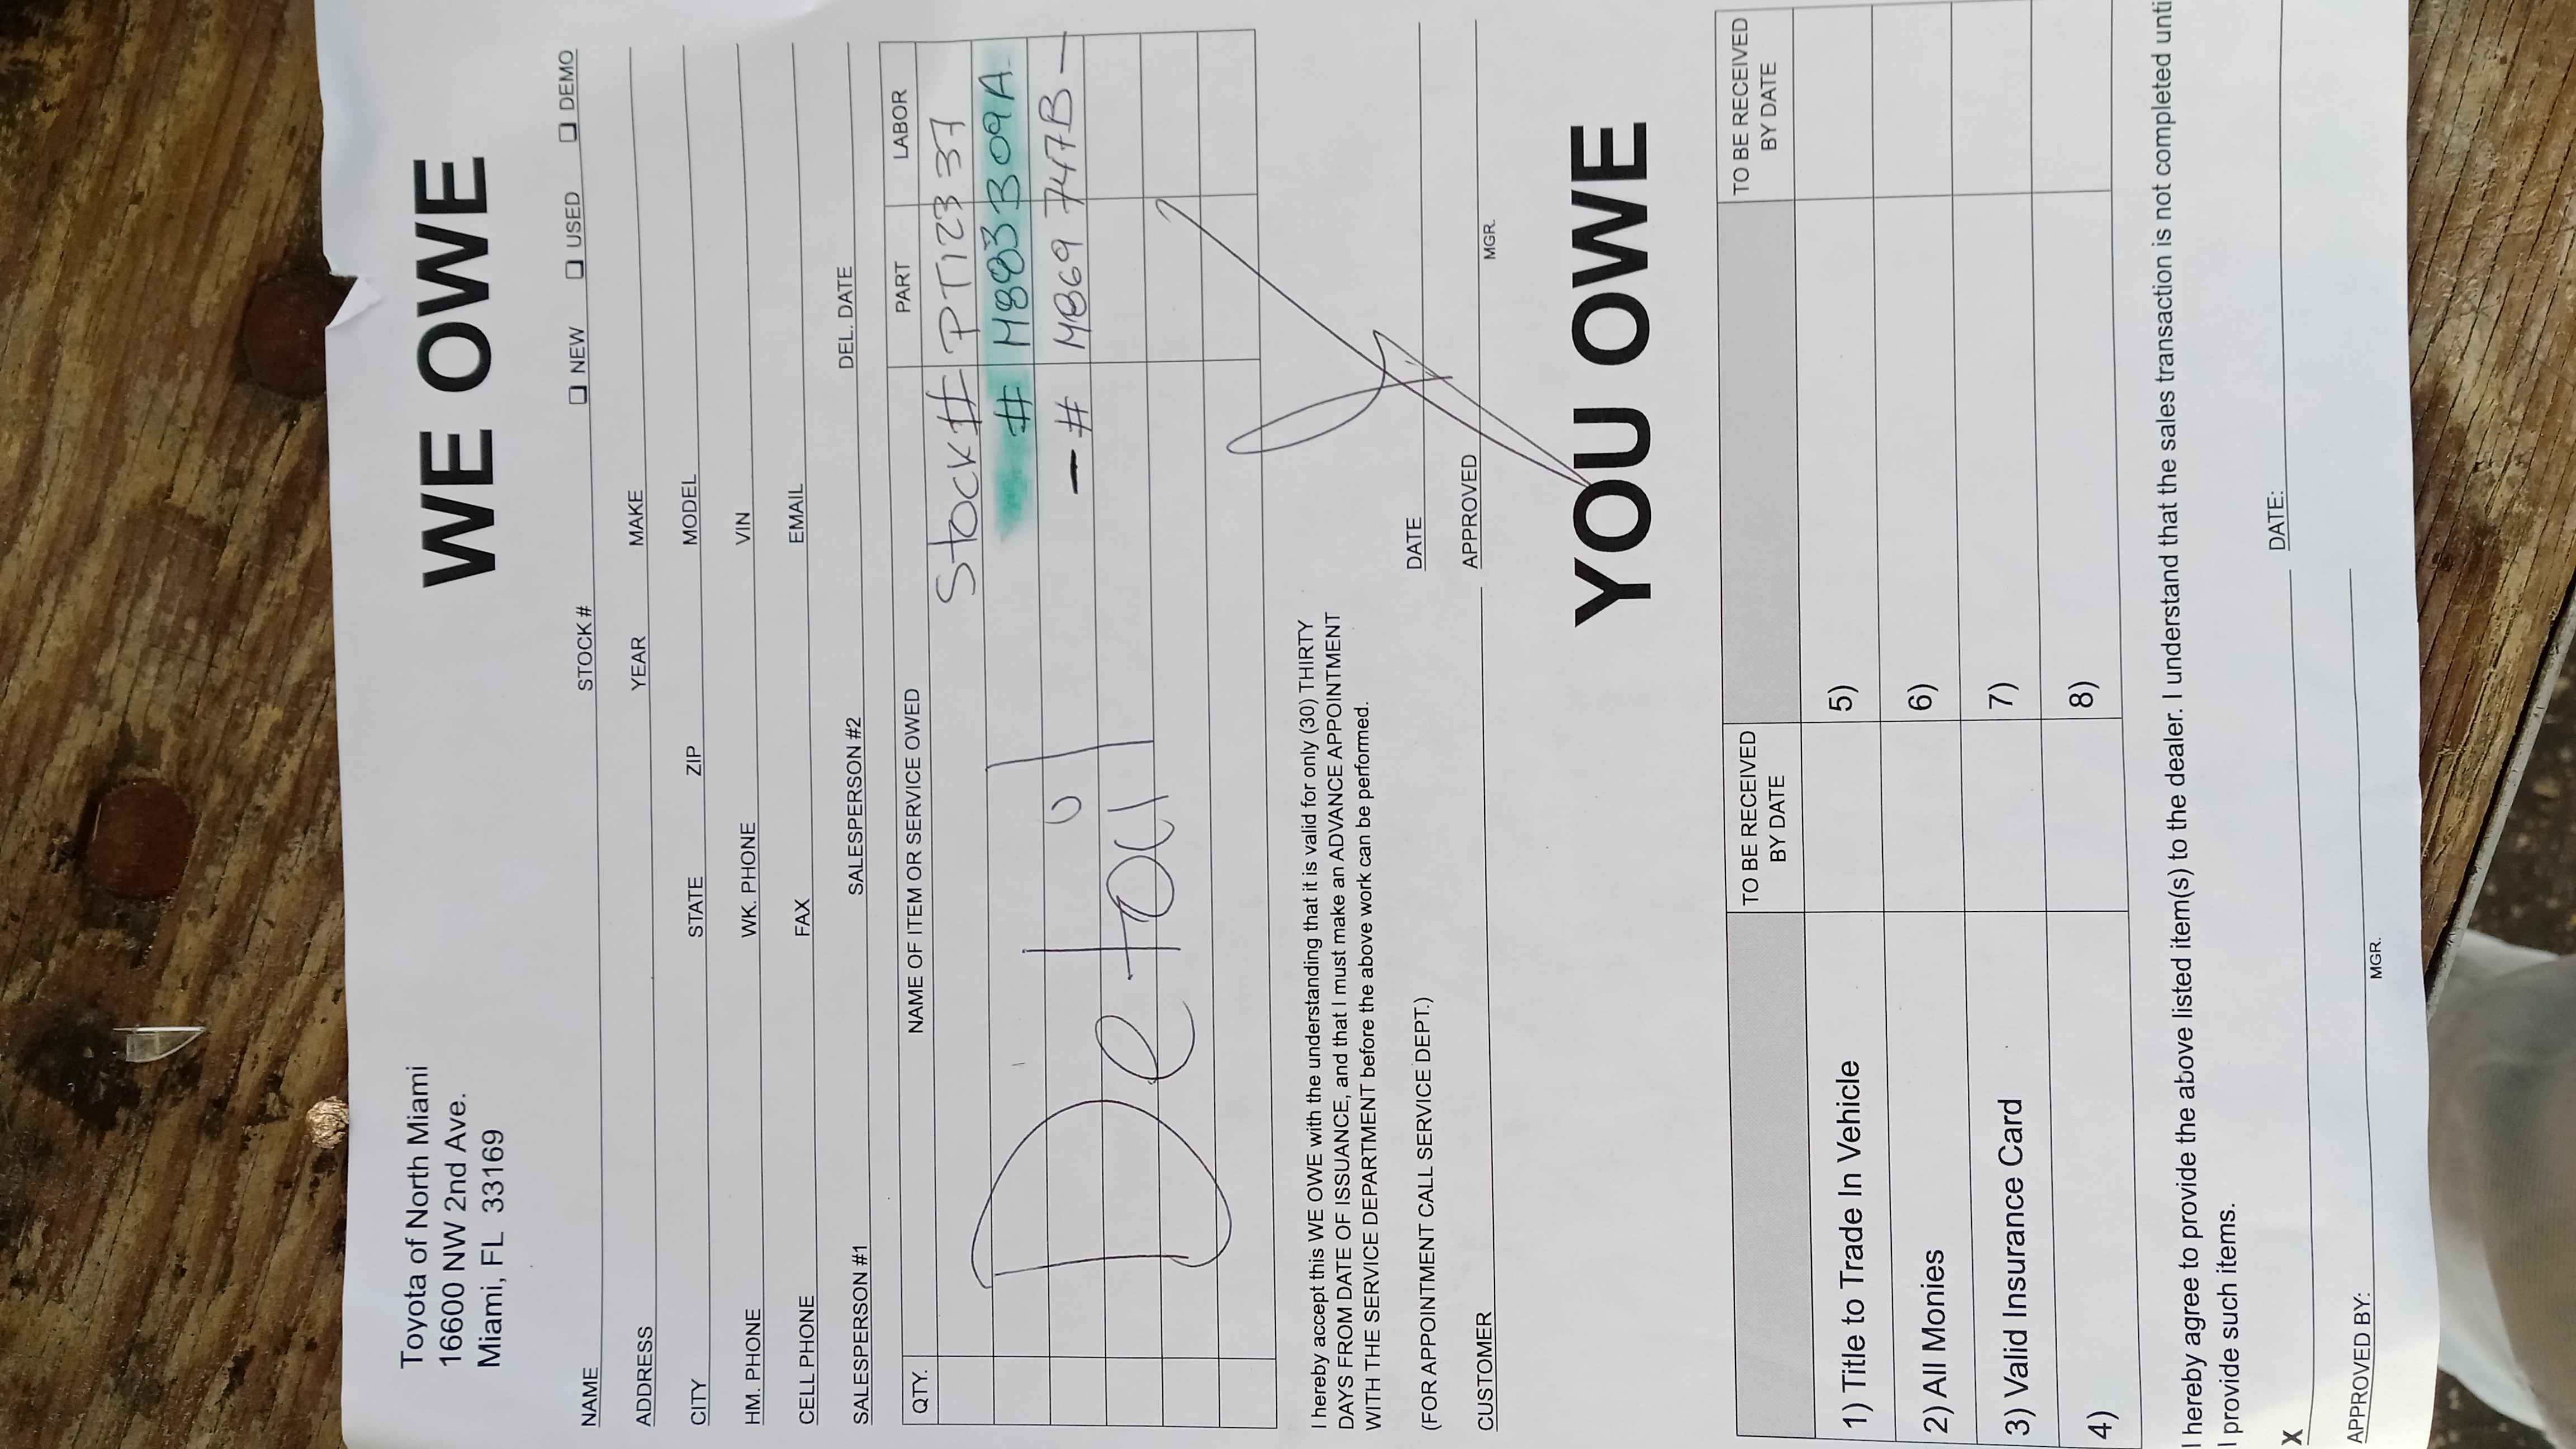 Toyota of North Miami
16600 NW 2nd Ave.
Miami, FL 33169
WE OWE
NAME STOCK # NEW USED DEMO
ADDRESS YEAR MAKE
CITY STATE ZIP MODEL
HM. PHONE WK. PHONE VIN
CELL PHONE FAX EMAIL
SALESPERSON #1 SALESPERSON #2 DEL. DATE
QTY. NAME OF ITEM OR SERVICE OWED PART LABOR
Stock# PT12337
# M883B09A
Detail
- # M869747B -
I hereby accept this WE OWE with the understanding that it is valid for only (30) THIRTY
DAYS FROM DATE OF ISSUANCE, and that I must make an ADVANCE APPOINTMENT
WITH THE SERVICE DEPARTMENT before the above work can be performed.
(FOR APPOINTMENT CALL SERVICE DEPT.) DATE
CUSTOMER APPROVED
MGR.
YOU OWE
TO BE RECEIVED
BY DATE
TO BE RECEIVED
BY DATE
1) Title to Trade In Vehicle 5)
2) All Monies 6)
3) Valid Insurance Card 7)
4) 8)
I hereby agree to provide the above listed item(s) to the dealer. I understand that the sales transaction is not completed unti
I provide such items.
X DATE:
APPROVED BY:
MGR.